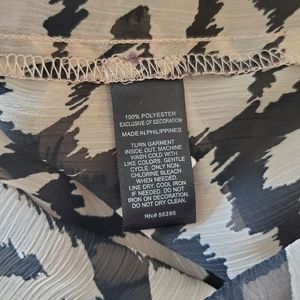 100% POLYESTER
EXCLUSIVE OF DECORATION
MADE IN PHILIPPINES
TURN GARMENT
INSIDE OUT. MACHINE
WASH COLD WITH
LIKE COLORS. GENTLE
CYCLE. ONLY NON-
CHLORINE BLEACH
WHEN NEEDED.
LINE DRY. COOL IRON
IF NEEDED. DO NOT
IRON ON DECORATION.
DO NOT DRY CLEAN.
RN# 55285